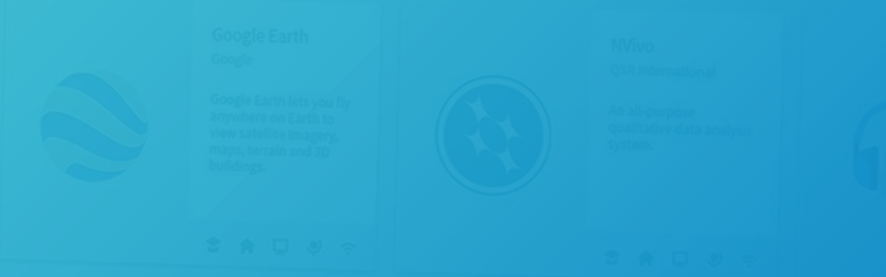 Google Earth
Google
Google Earth lets you fly
anywhere on Earth to
view satellite imagery,
maps, terrain and 3D
buildings.
NVivo
QSR International
An all-purpose
qualitative data analysis
system.